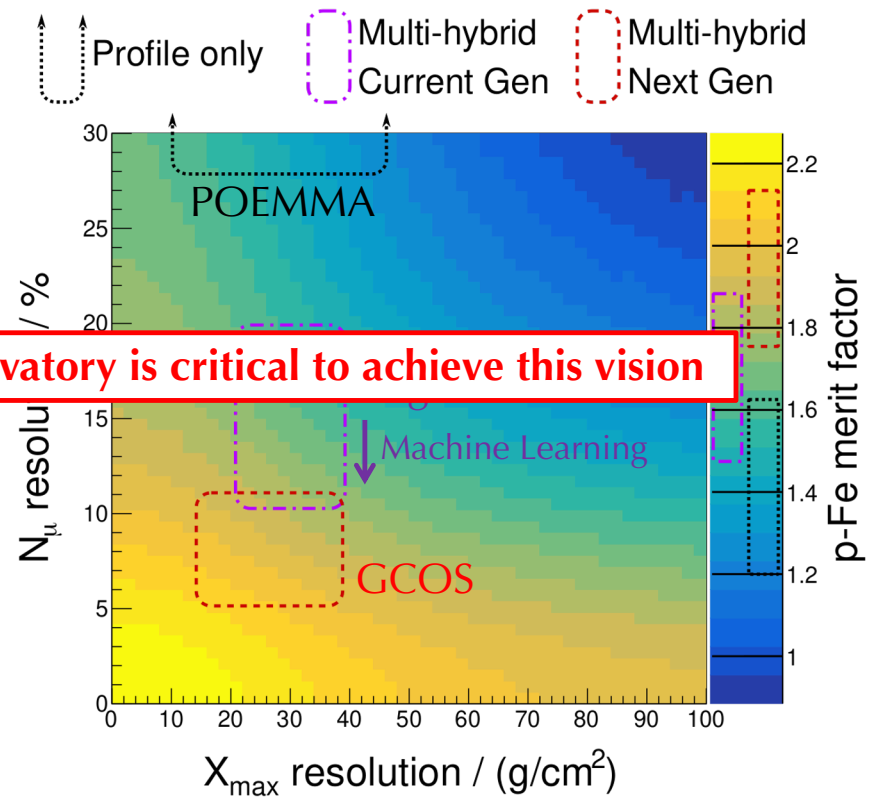 Profile only
Multi-hybrid
Current Gen
Multi-hybrid
Next Gen
30
25
20
15
10
5
0
POEMMA
vatory is critical to achieve this vision
Machine Learning
GCOS
N_μ resolu / %
0 10 20 30 40 50 60 70 80 90 100
X_max resolution / (g/cm²)
2.2
2
1.8
1.6
1.4
1.2
1
p-Fe merit factor